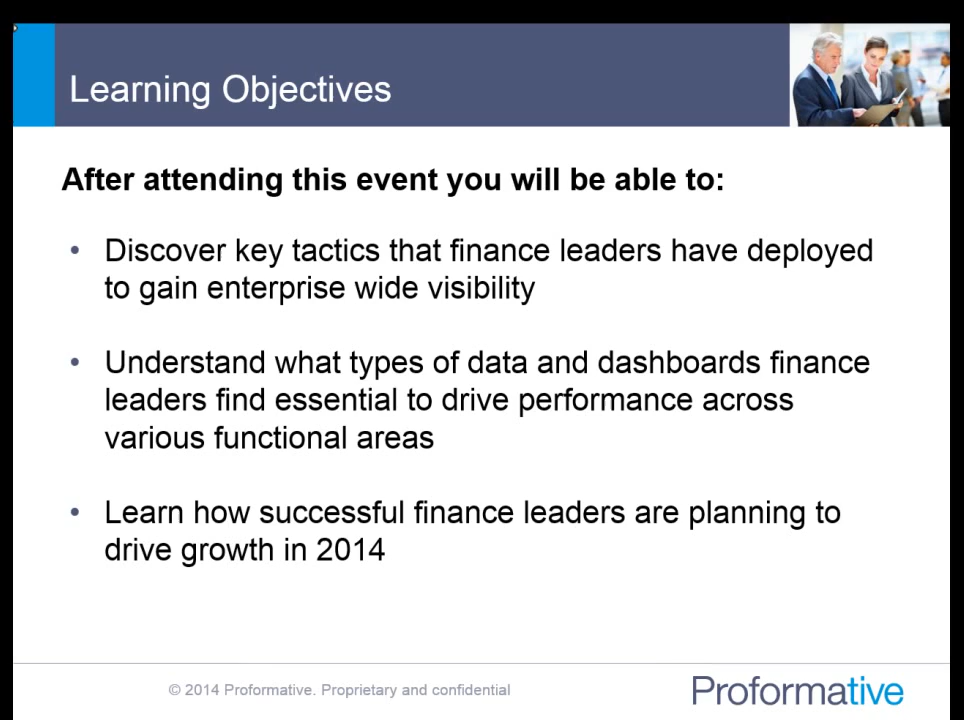 Learning Objectives
After attending this event you will be able to:
• Discover key tactics that finance leaders have deployed
to gain enterprise wide visibility
• Understand what types of data and dashboards finance
leaders find essential to drive performance across
various functional areas
• Learn how successful finance leaders are planning to
drive growth in 2014
© 2014 Proformative. Proprietary and confidential
Proformative